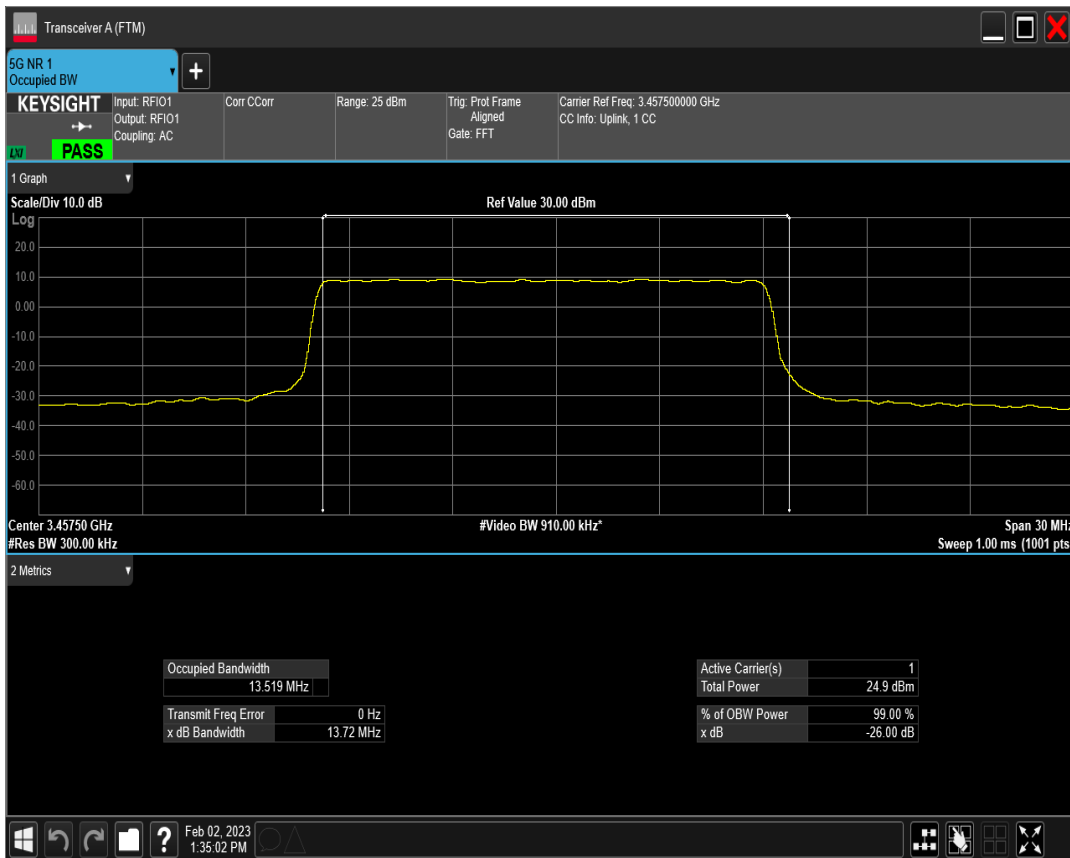 Transceiver A (FTM)
5G NR 1
Occupied BW
+
KEYSIGHT
LXI
PASS
Input: RFIO1
Output: RFIO1
Coupling: AC
Corr CCorr
Range: 25 dBm
Trig: Prot Frame
Aligned
Gate: FFT
Carrier Ref Freq: 3.457500000 GHz
CC Info: Uplink, 1 CC
1 Graph
Scale/Div 10.0 dB
Ref Value 30.00 dBm
Log
20.0
10.0
0.00
-10.0
-20.0
-30.0
-40.0
-50.0
-60.0
Center 3.45750 GHz
#Video BW 910.00 kHz*
Span 30 MHz
#Res BW 300.00 kHz
Sweep 1.00 ms (1001 pts
2 Metrics
Occupied Bandwidth
13.519 MHz
Transmit Freq Error 0 Hz
x dB Bandwidth 13.72 MHz
Active Carrier(s) 1
Total Power 24.9 dBm
% of OBW Power 99.00 %
x dB -26.00 dB
?
Feb 02, 2023
1:35:02 PM